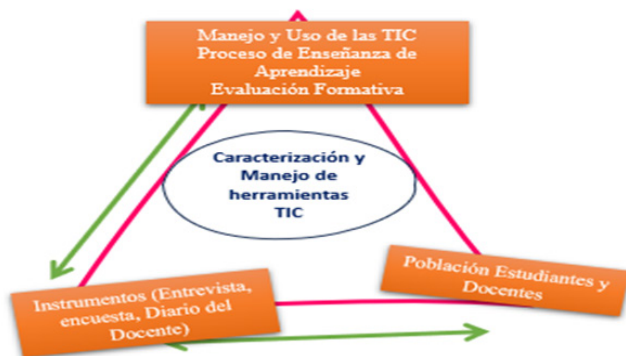 Manejo y Uso de las TIC
Proceso de Enseñanza de
Aprendizaje
Evaluación Formativa
Caracterización y
Manejo de
herramientas
TIC
Población Estudiantes y
Docentes
Instrumentos (Entrevista,
encuesta, Diario del
Docente)